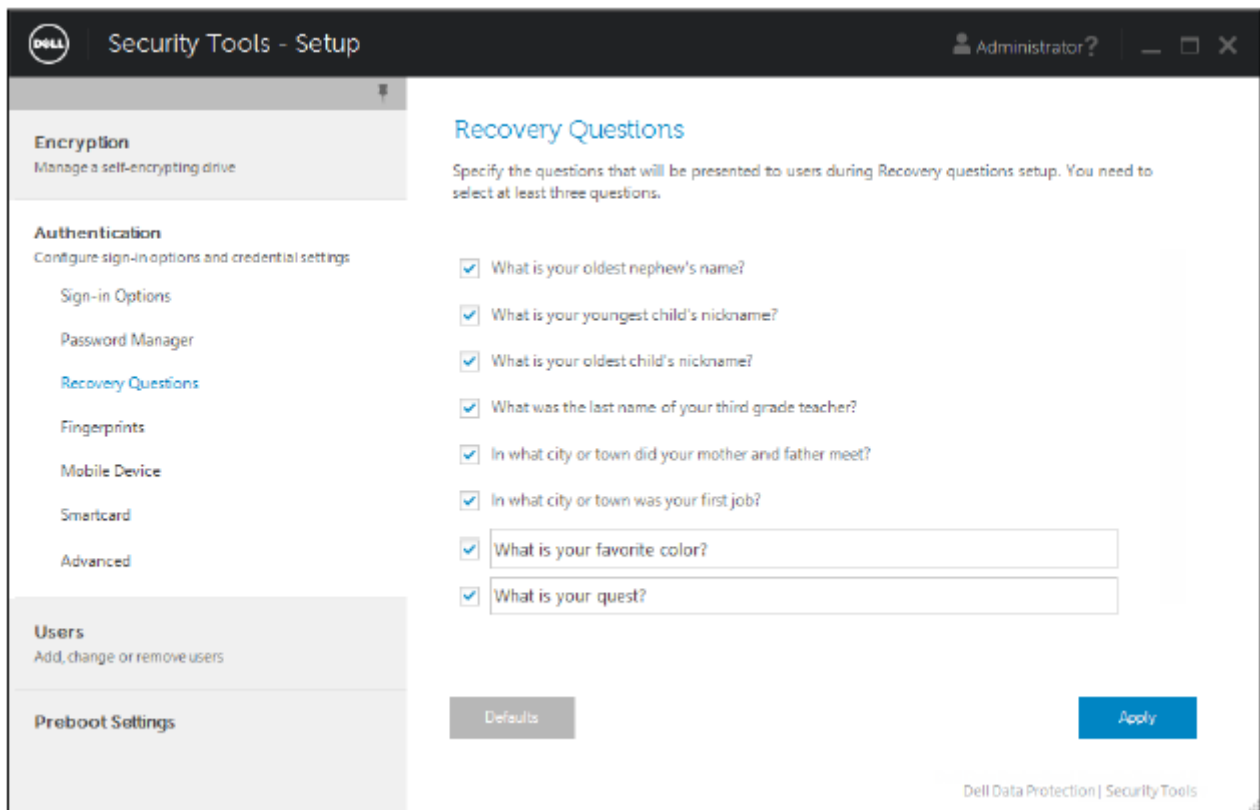 DELL
Security Tools - Setup
Administrator ?
Encryption
Manage a self-encrypting drive
Authentication
Configure sign-in options and credential settings
Sign-in Options
Password Manager
Recovery Questions
Fingerprints
Mobile Device
Smartcard
Advanced
Users
Add, change or remove users
Preboot Settings
Recovery Questions
Specify the questions that will be presented to users during Recovery questions setup. You need to
select at least three questions.
What is your oldest nephew's name?
What is your youngest child's nickname?
What is your oldest child's nickname?
What was the last name of your third grade teacher?
In what city or town did your mother and father meet?
In what city or town was your first job?
What is your favorite color?
What is your quest?
Defaults
Apply
Dell Data Protection | Security Tools